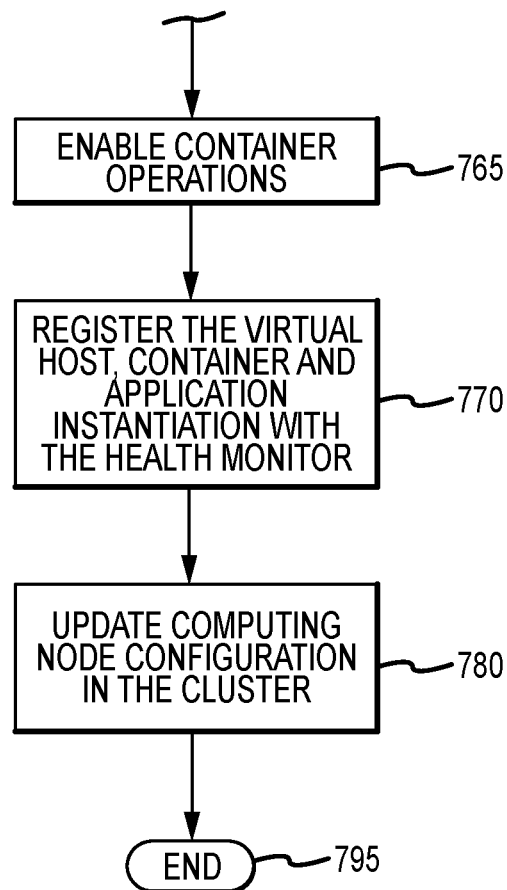 ENABLE CONTAINER
OPERATIONS
765
REGISTER THE VIRTUAL
HOST, CONTAINER AND
APPLICATION
INSTANTIATION WITH
THE HEALTH MONITOR
770
UPDATE COMPUTING
NODE CONFIGURATION
IN THE CLUSTER
780
END
795